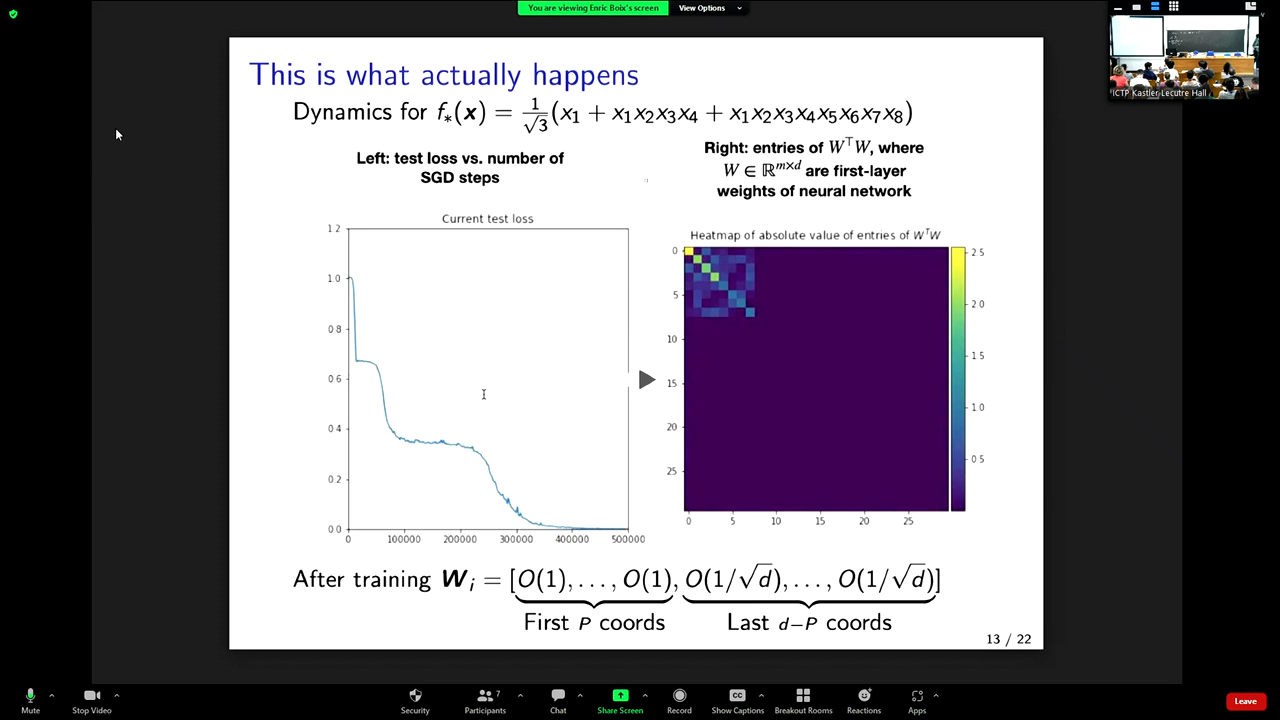 You are viewing Enric Boix's screen
View Options
ICTP Kastler Lecutre Hall
This is what actually happens
Dynamics for f∗(x) = 1/√3 (x₁ + x₁x₂x₃x₄ + x₁x₂x₃x₄x₅x₆x₇x₈)
Left: test loss vs. number of
SGD steps
Right: entries of W⊤W, where
W ∈ ℝᵐˣᵈ are first-layer
weights of neural network
Current test loss
1.2
1.0
0.8
0.6
0.4
0.2
0.0
0 100000 200000 300000 400000 500000
Heatmap of absolute value of entries of WᵀW
0
5
10
15
20
25
0 5 10 15 20 25
2.5
2.0
1.5
1.0
0.5
After training Wᵢ = [O(1), . . . , O(1), O(1/√d), . . . , O(1/√d)]
First P coords
Last d−P coords
13 / 22
Mute
Stop Video
Security
Participants 7
Chat
Share Screen
Record
CC
Show Captions
Breakout Rooms
Reactions
Apps
Leave